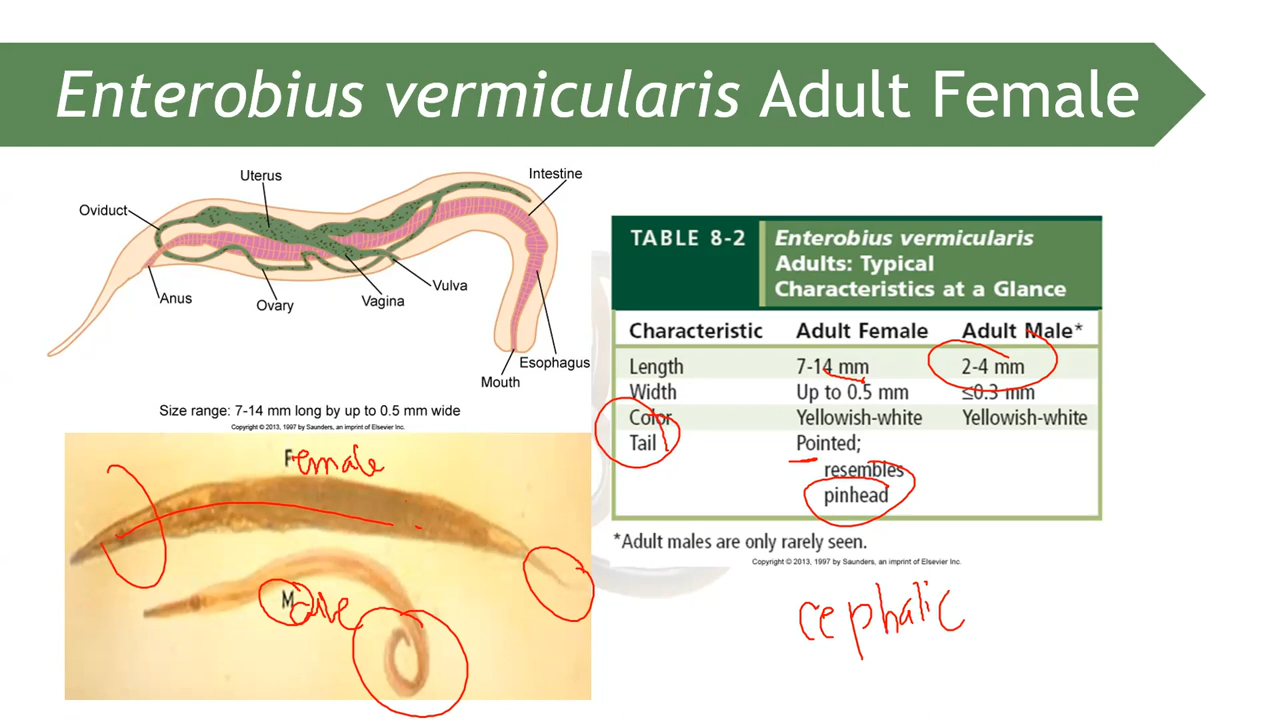 Enterobius vermicularis Adult Female
Uterus
Intestine
Oviduct
Anus
Ovary
Vagina
Vulva
Esophagus
Mouth
Size range: 7-14 mm long by up to 0.5 mm wide
Copyright © 2013, 1997 by Saunders, an imprint of Elsevier Inc.
Female
Male
TABLE 8-2
Enterobius vermicularis
Adults: Typical
Characteristics at a Glance
Characteristic Adult Female Adult Male*
Length 7-14 mm 2-4 mm
Width Up to 0.5 mm ≤0.3 mm
Color Yellowish-white Yellowish-white
Tail Pointed;
resembles
pinhead
*Adult males are only rarely seen.
Copyright © 2013, 1997 by Saunders, an imprint of Elsevier Inc.
cephalic